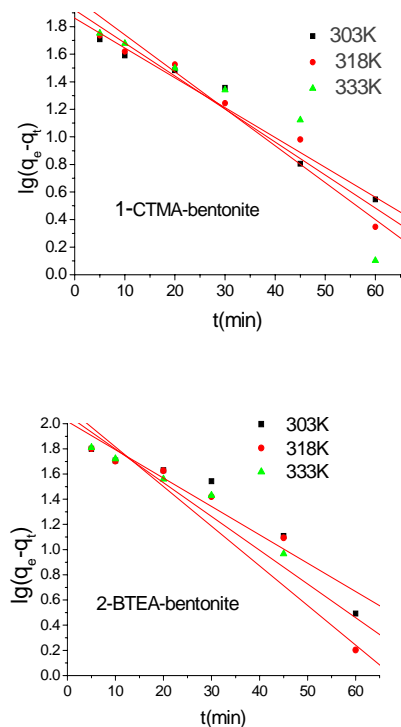 1.8
1.6
1.4
1.2
1.0
0.8
0.6
0.4
0.2
0.0
lg(qe-qt)
303K
318K
333K
1-CTMA-bentonite
0 10 20 30 40 50 60
t(min)
2.0
1.8
1.6
1.4
1.2
1.0
0.8
0.6
0.4
0.2
0.0
lg(qe-qt)
303K
318K
333K
2-BTEA-bentonite
0 10 20 30 40 50 60
t(min)